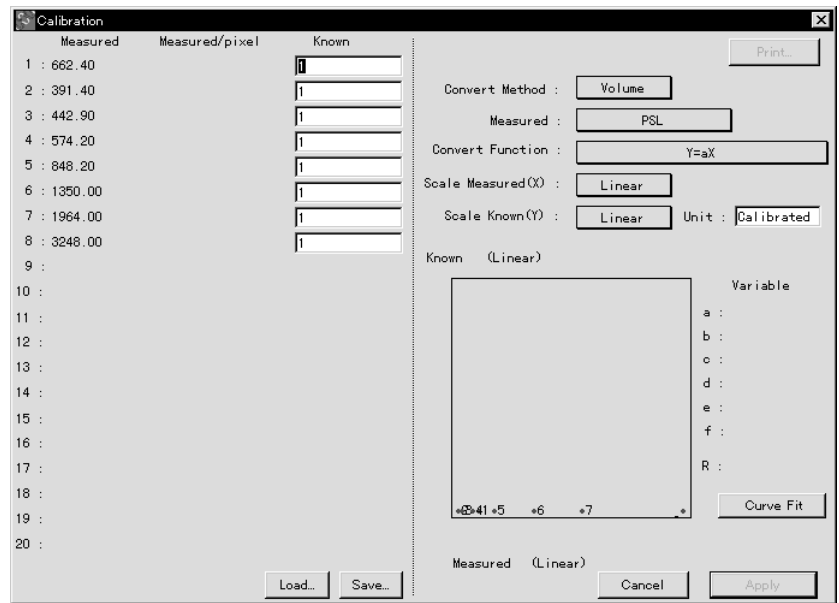 Calibration
Measured Measured/pixel Known
1 : 662.40 1
2 : 391.40 1
3 : 442.90 1
4 : 574.20 1
5 : 848.20 1
6 : 1350.00 1
7 : 1964.00 1
8 : 3248.00 1
9 :
10 :
11 :
12 :
13 :
14 :
15 :
16 :
17 :
18 :
19 :
20 :
Load... Save...
Print...
Convert Method : Volume
Measured : PSL
Convert Function : Y=aX
Scale Measured(X) : Linear
Scale Known(Y) : Linear Unit : Calibrated
Known (Linear)
41 5 6 7
Measured (Linear)
Variable
a :
b :
c :
d :
e :
f :
R :
Curve Fit
Cancel Apply